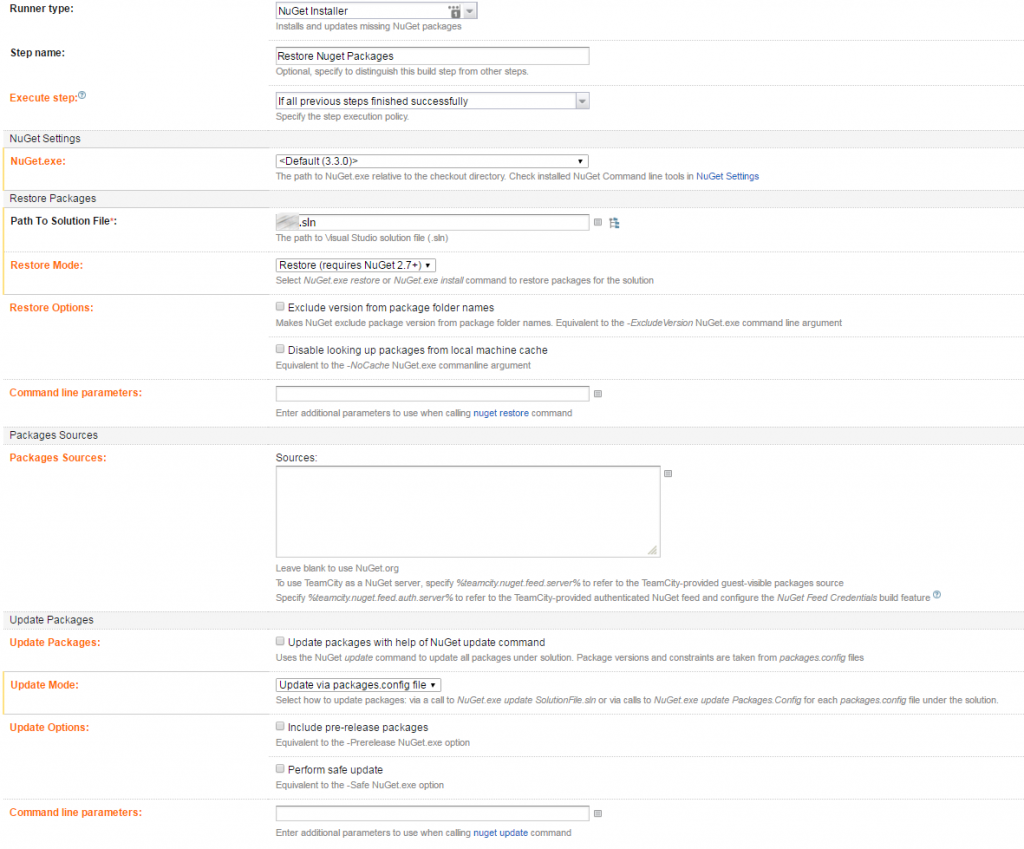 Runner type: NuGet Installer
Installs and updates missing NuGet packages
Step name: Restore Nuget Packages
Optional, specify to distinguish this build step from other steps.
Execute step: If all previous steps finished successfully
Specify the step execution policy.
NuGet Settings
NuGet.exe: <Default (3.3.0)>
The path to NuGet.exe relative to the checkout directory. Check installed NuGet Command line tools in NuGet Settings
Restore Packages
Path To Solution File*: .sln
The path to Visual Studio solution file (.sln)
Restore Mode: Restore (requires NuGet 2.7+)
Select NuGet.exe restore or NuGet.exe install command to restore packages for the solution
Restore Options: Exclude version from package folder names
Makes NuGet exclude package version from package folder names. Equivalent to the -ExcludeVersion NuGet.exe command line argument
Disable looking up packages from local machine cache
Equivalent to the -NoCache NuGet.exe commanline argument
Command line parameters:
Enter additional parameters to use when calling nuget restore command
Packages Sources
Packages Sources: Sources:
Leave blank to use NuGet.org
To use TeamCity as a NuGet server, specify %teamcity.nuget.feed.server% to refer to the TeamCity-provided guest-visible packages source
Specify %teamcity.nuget.feed.auth.server% to refer to the TeamCity-provided authenticated NuGet feed and configure the NuGet Feed Credentials build feature
Update Packages
Update Packages: Update packages with help of NuGet update command
Uses the NuGet update command to update all packages under solution. Package versions and constraints are taken from packages.config files
Update Mode: Update via packages.config file
Select how to update packages: via a call to NuGet.exe update SolutionFile.sln or via calls to NuGet.exe update Packages.Config for each packages.config file under the solution.
Update Options: Include pre-release packages
Equivalent to the -Prerelease NuGet.exe option
Perform safe update
Equivalent to the -Safe NuGet.exe option
Command line parameters:
Enter additional parameters to use when calling nuget update command